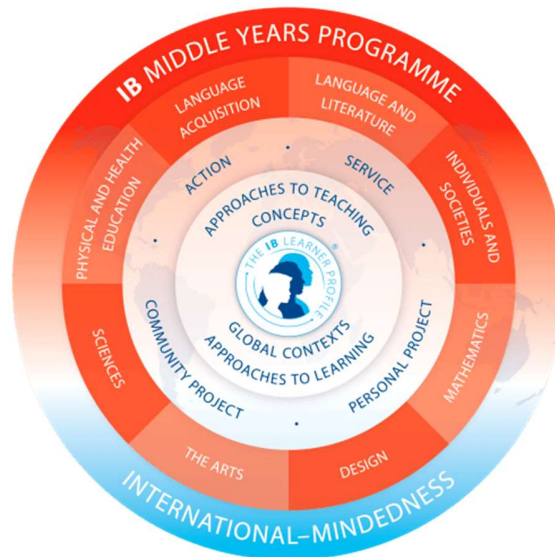 IB MIDDLE YEARS PROGRAMME
LANGUAGE
ACQUISITION
LANGUAGE AND
LITERATURE
PHYSICAL AND HEALTH
EDUCATION
INDIVIDUALS AND
SOCIETIES
SCIENCES
MATHEMATICS
THE ARTS
DESIGN
ACTION
SERVICE
COMMUNITY PROJECT
PERSONAL PROJECT
APPROACHES TO TEACHING
CONCEPTS
THE IB LEARNER PROFILE
®
GLOBAL CONTEXTS
APPROACHES TO LEARNING
INTERNATIONAL–MINDEDNESS